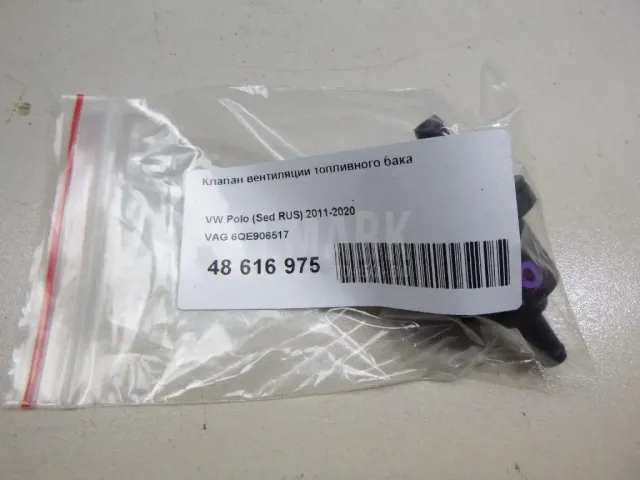 Клапан вентиляции топливного бака
VW Polo (Sed RUS) 2011-2020
VAG 6QE906517
48 616 975